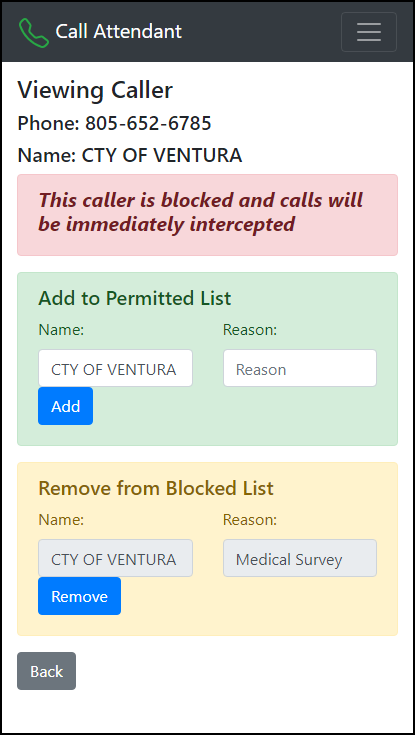 Call Attendant
Viewing Caller
Phone: 805-652-6785
Name: CTY OF VENTURA
This caller is blocked and calls will
be immediately intercepted
Add to Permitted List
Name: Reason:
CTY OF VENTURA Reason
Add
Remove from Blocked List
Name: Reason:
CTY OF VENTURA Medical Survey
Remove
Back